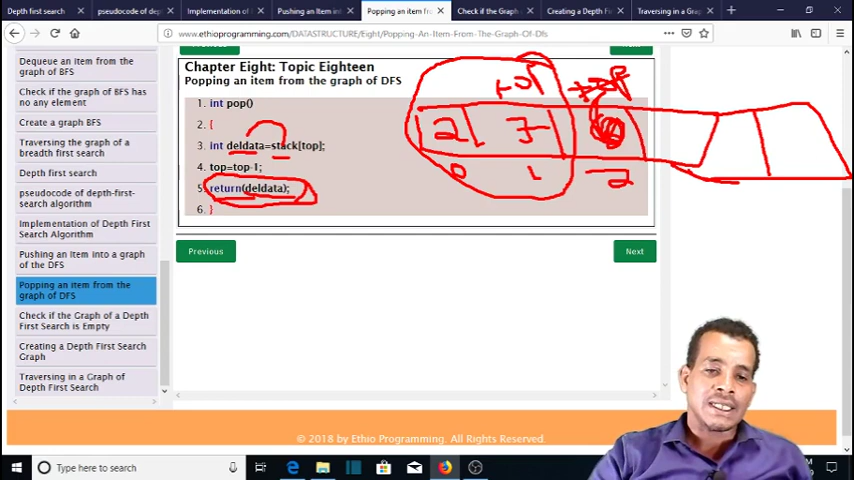 Depth first search
pseudocode of dep
Implementation of
Pushing an Item int
Popping an item fro
Check if the Graph
Creating a Depth Fi
Traversing in a Gra
www.ethioprogramming.com/DATASTRUCTURE/Eight/Popping-An-Item-From-The-Graph-Of-Dfs
Dequeue an item from the
graph of BFS
Check if the graph of BFS has
no any element
Create a graph BFS
Traversing the graph of a
breadth first search
Depth first search
pseudocode of depth-first-
search algorithm
Implementation of Depth First
Search Algorithm
Pushing an Item into a graph
of the DFS
Popping an item from the
graph of DFS
Check if the Graph of a Depth
First Search is Empty
Creating a Depth First Search
Graph
Traversing in a Graph of
Depth First Search
Chapter Eight: Topic Eighteen
Popping an item from the graph of DFS
1. int pop()
2. {
3. int deldata=stack[top];
4. top=top-1;
5. return(deldata);
6. }
top
2 7
0 1 2
Previous
Next
© 2018 by Ethio Programming. All Rights Reserved.
Type here to search